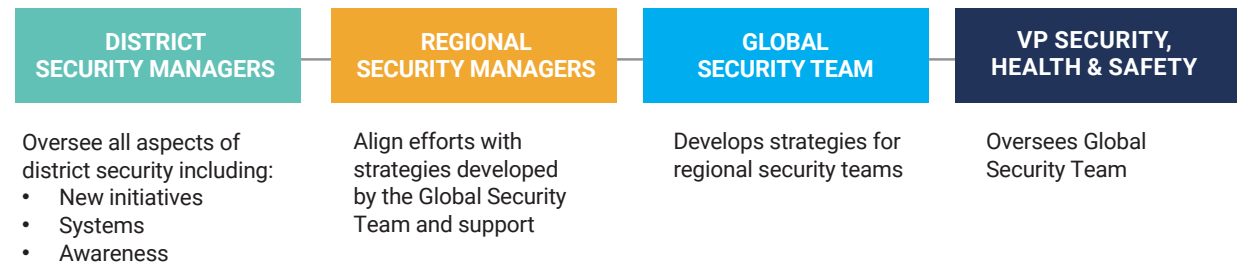 DISTRICT
SECURITY MANAGERS
REGIONAL
SECURITY MANAGERS
GLOBAL
SECURITY TEAM
VP SECURITY,
HEALTH & SAFETY
Oversee all aspects of
district security including:
• New initiatives
• Systems
• Awareness
Align efforts with
strategies developed
by the Global Security
Team and support
Develops strategies for
regional security teams
Oversees Global
Security Team